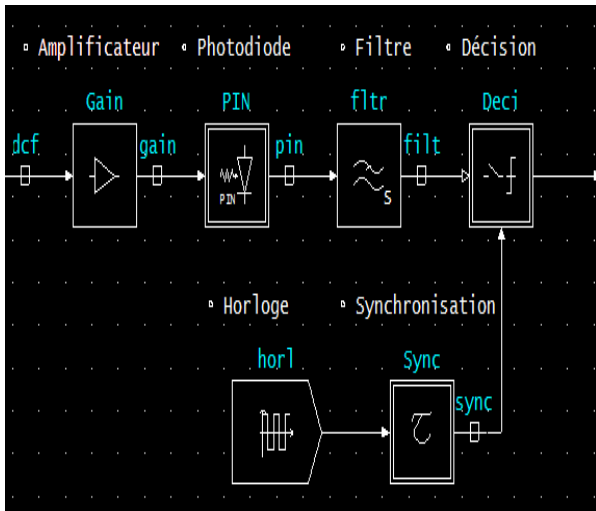 Amplificateur Photodiode Filtre Décision
Gain PIN fltr Deci
dcf gain pin filt
PIN S
Horloge Synchronisation
horl Sync
sync
τ